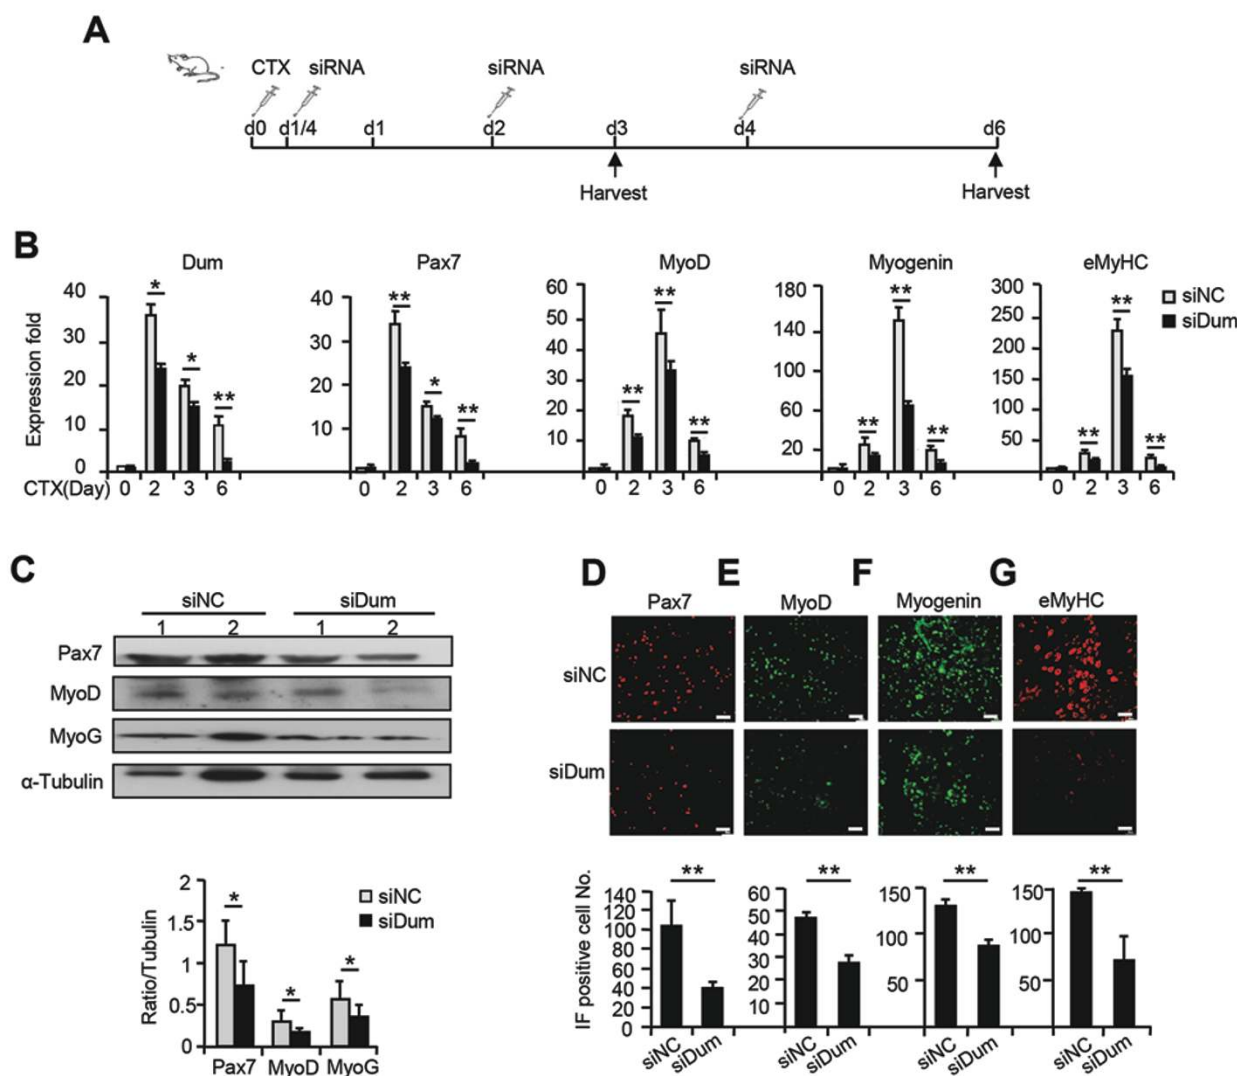 A
CTX siRNA siRNA siRNA
d0 d1/4 d1 d2 d3 d4 d6
Harvest Harvest
B
Dum Pax7 MyoD Myogenin eMyHC
siNC
siDum
Expression fold
40 30 20 10 0
40 30 20 10
60 50 40 30 20 10
180 140 100 60 20
300 250 200 150 100 50
* * **
** * **
** ** **
** ** **
** ** **
CTX(Day) 0 2 3 6 0 2 3 6 0 2 3 6 0 2 3 6 0 2 3 6
C
siNC siDum
1 2 1 2
Pax7
MyoD
MyoG
α-Tubulin
Ratio/Tubulin
2
1.5
1
0.5
0
* * *
siNC
siDum
Pax7 MyoD MyoG
D E F G
Pax7 MyoD Myogenin eMyHC
siNC
siDum
IF positive cell No.
** ** ** **
140 120 100 80 60 40 20 0
60 50 40 30 20 10
150 100 50
150 100 50
siNC siDum siNC siDum siNC siDum siNC siDum